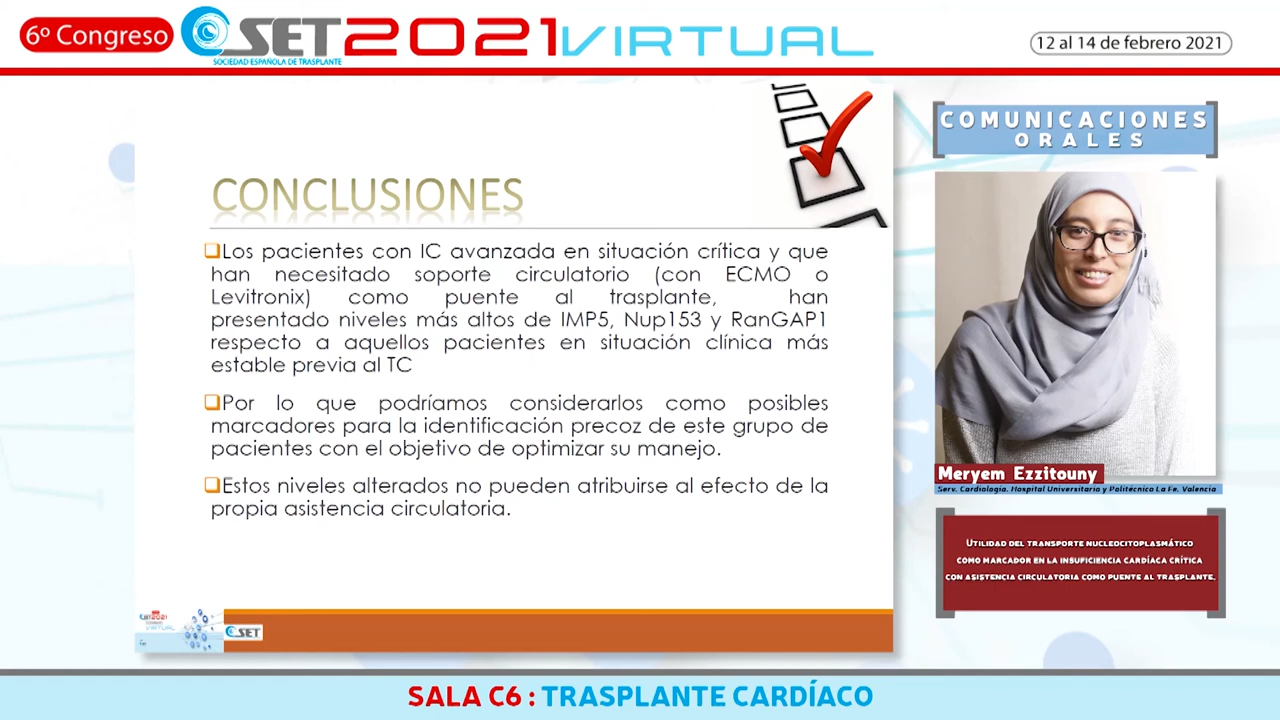 6º Congreso
SET2021VIRTUAL
SOCIEDAD ESPAÑOLA DE TRASPLANTE
12 al 14 de febrero 2021
CONCLUSIONES
Los pacientes con IC avanzada en situación crítica y que
han necesitado soporte circulatorio (con ECMO o
Levitronix) como puente al trasplante, han
presentado niveles más altos de IMP5, Nup153 y RanGAP1
respecto a aquellos pacientes en situación clínica más
estable previa al TC
Por lo que podríamos considerarlos como posibles
marcadores para la identificación precoz de este grupo de
pacientes con el objetivo de optimizar su manejo.
Estos niveles alterados no pueden atribuirse al efecto de la
propia asistencia circulatoria.
SET2021
VIRTUAL
SET
COMUNICACIONES
ORALES
Meryem Ezzitouny
Serv. Cardiología. Hospital Universitario y Politécnico La Fe. Valencia
UTILIDAD DEL TRANSPORTE NUCLEOCITOPLASMÁTICO
COMO MARCADOR EN LA INSUFICIENCIA CARDÍACA CRÍTICA
CON ASISTENCIA CIRCULATORIA COMO PUENTE AL TRASPLANTE.
SALA C6 : TRASPLANTE CARDÍACO